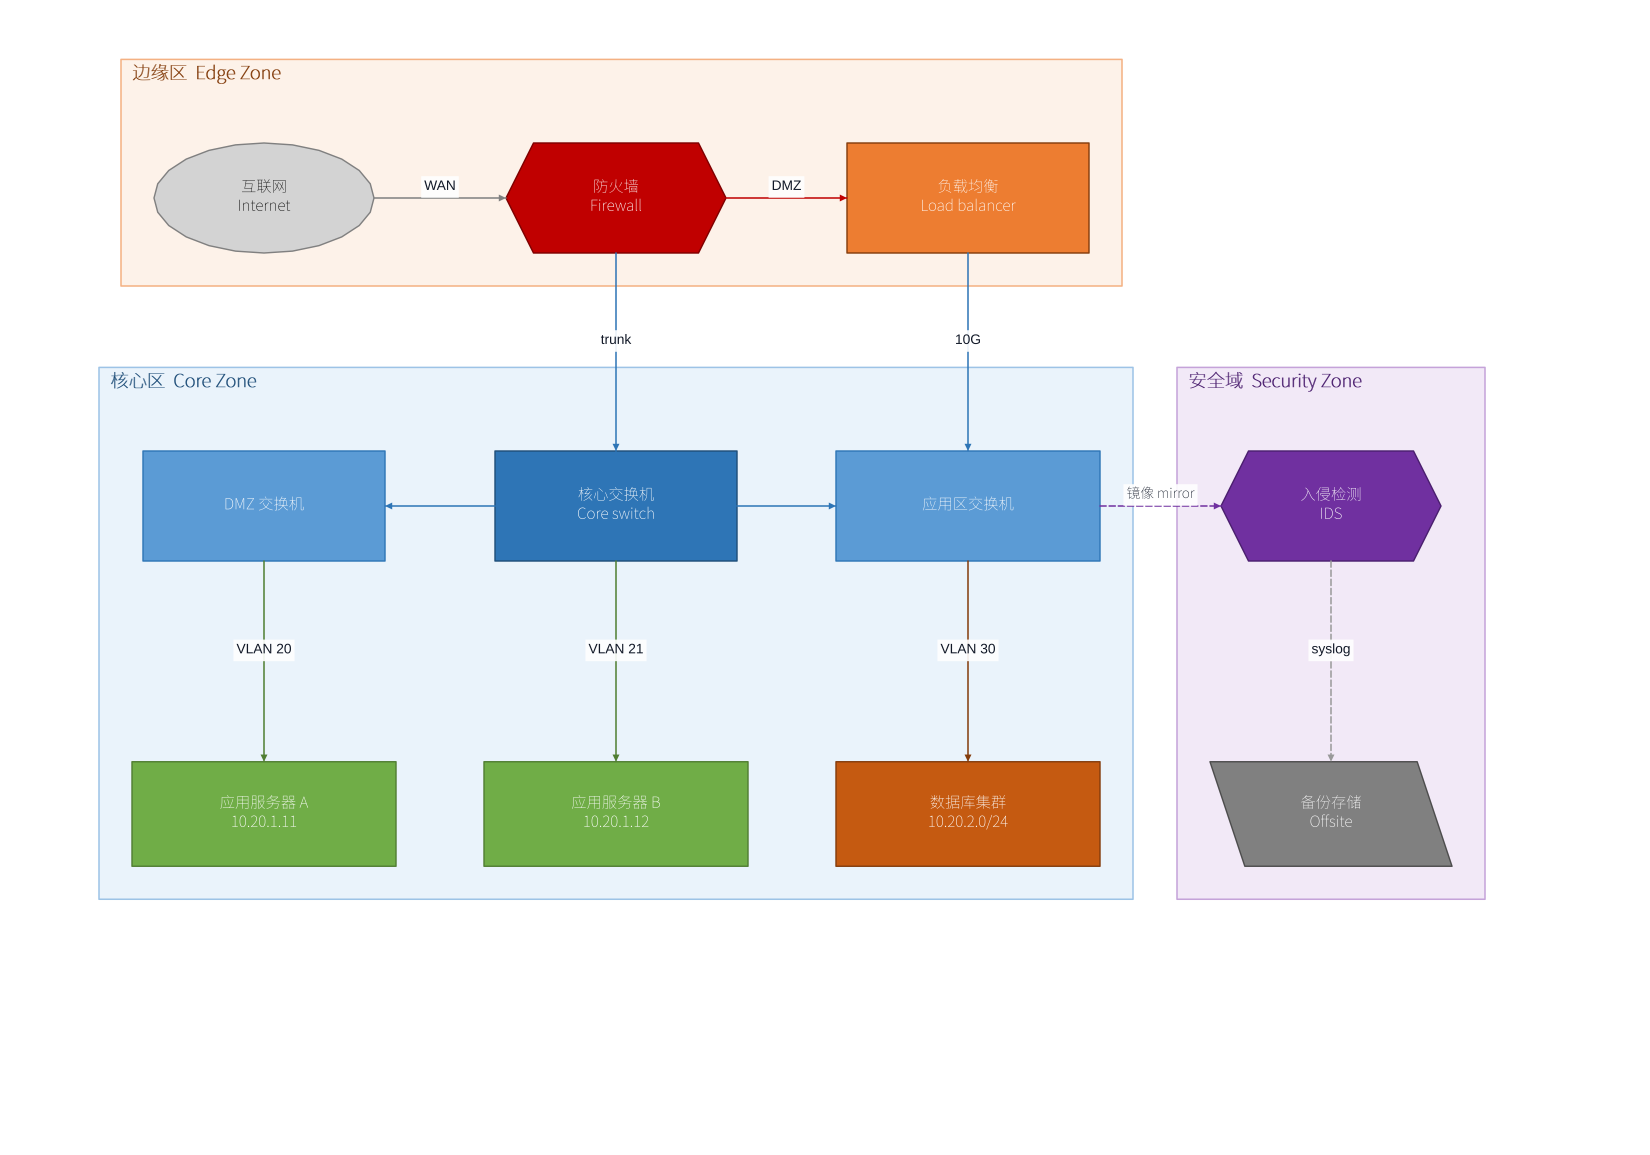 边缘区 Edge Zone
互联网
Internet
WAN
防火墙
Firewall
DMZ
负载均衡
Load balancer
trunk
10G
核心区 Core Zone
安全域 Security Zone
DMZ 交换机
核心交换机
Core switch
应用区交换机
镜像 mirror
入侵检测
IDS
VLAN 20
VLAN 21
VLAN 30
syslog
应用服务器 A
10.20.1.11
应用服务器 B
10.20.1.12
数据库集群
10.20.2.0/24
备份存储
Offsite